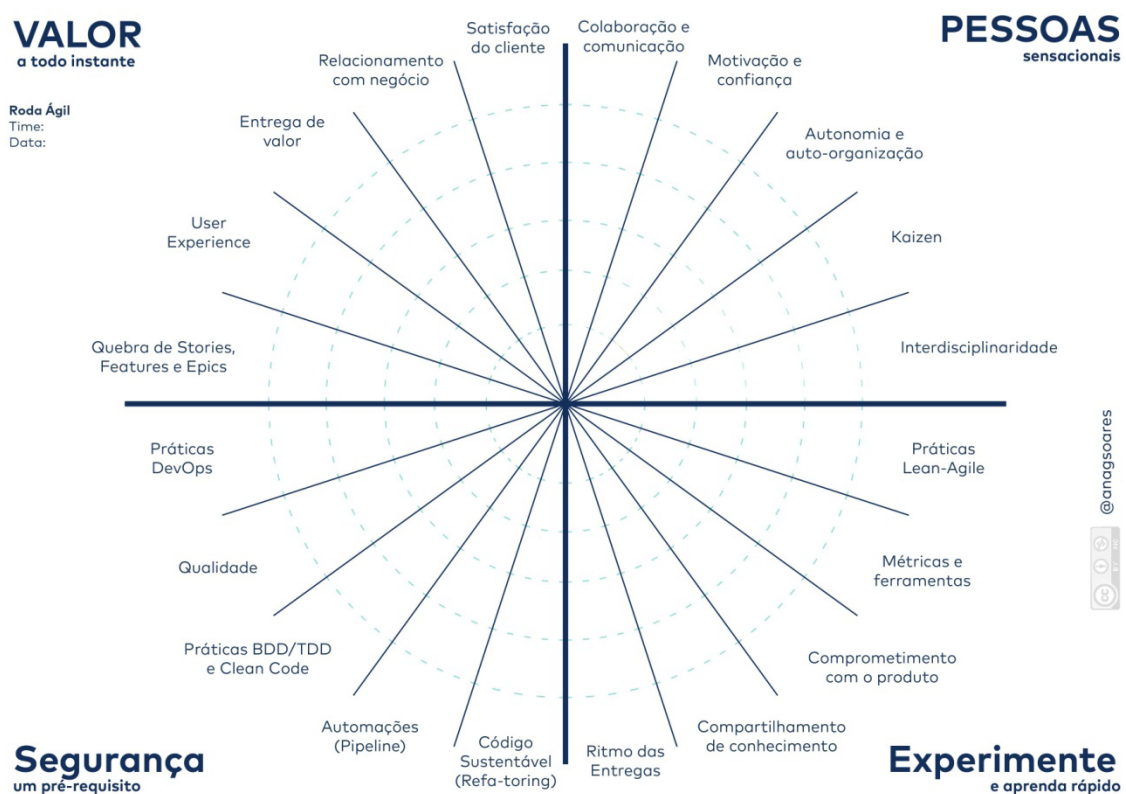 VALOR
a todo instante
PESSOAS
sensacionais
Roda Ágil
Time:
Data:
Satisfação
do cliente
Relacionamento
com negócio
Entrega de
valor
User
Experience
Quebra de Stories,
Features e Epics
Colaboração e
comunicação
Motivação e
confiança
Autonomia e
auto-organização
Kaizen
Interdisciplinaridade
Práticas
DevOps
Qualidade
Práticas BDD/TDD
e Clean Code
Automações
(Pipeline)
Código
Sustentável
(Refa-toring)
Práticas
Lean-Agile
Métricas e
ferramentas
Comprometimento
com o produto
Compartilhamento
de conhecimento
Ritmo das
Entregas
Segurança
um pré-requisito
Experimente
e aprenda rápido
@anagsoares
cc
BY